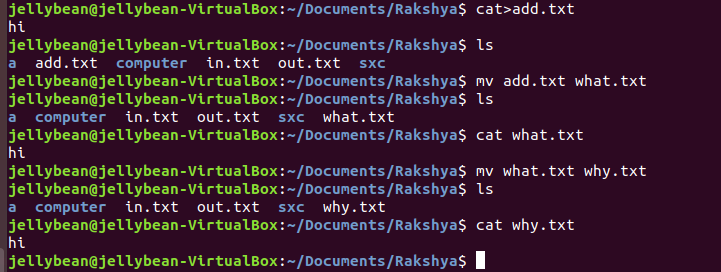 jellybean@jellybean-VirtualBox:~/Documents/Rakshya$ cat>add.txt
hi
jellybean@jellybean-VirtualBox:~/Documents/Rakshya$ ls
a  add.txt  computer  in.txt  out.txt  sxc
jellybean@jellybean-VirtualBox:~/Documents/Rakshya$ mv add.txt what.txt
jellybean@jellybean-VirtualBox:~/Documents/Rakshya$ ls
a  computer  in.txt  out.txt  sxc  what.txt
jellybean@jellybean-VirtualBox:~/Documents/Rakshya$ cat what.txt
hi
jellybean@jellybean-VirtualBox:~/Documents/Rakshya$ mv what.txt why.txt
jellybean@jellybean-VirtualBox:~/Documents/Rakshya$ ls
a  computer  in.txt  out.txt  sxc  why.txt
jellybean@jellybean-VirtualBox:~/Documents/Rakshya$ cat why.txt
hi
jellybean@jellybean-VirtualBox:~/Documents/Rakshya$